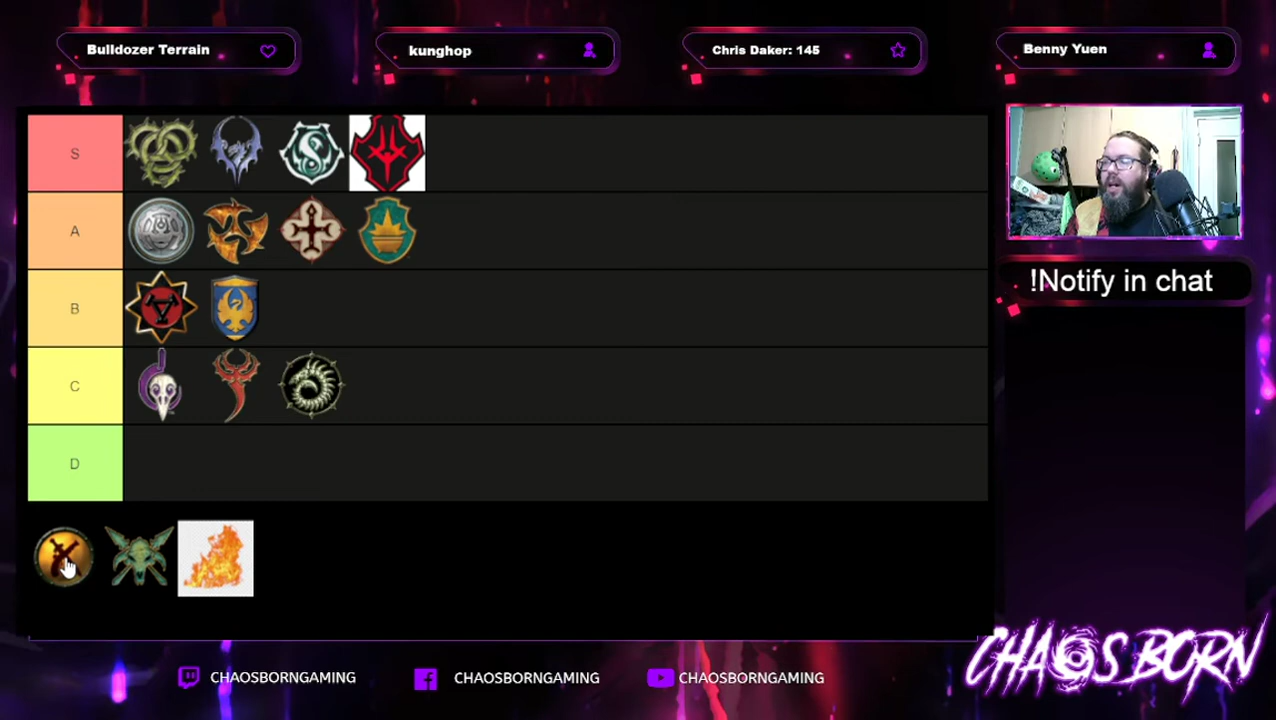 Bulldozer Terrain
kunghop
Chris Daker: 145
Benny Yuen
S
A
B
C
D
!Notify in chat
CHAOSBORNGAMING
CHAOSBORNGAMING
CHAOSBORNGAMING
CHAOS BORN